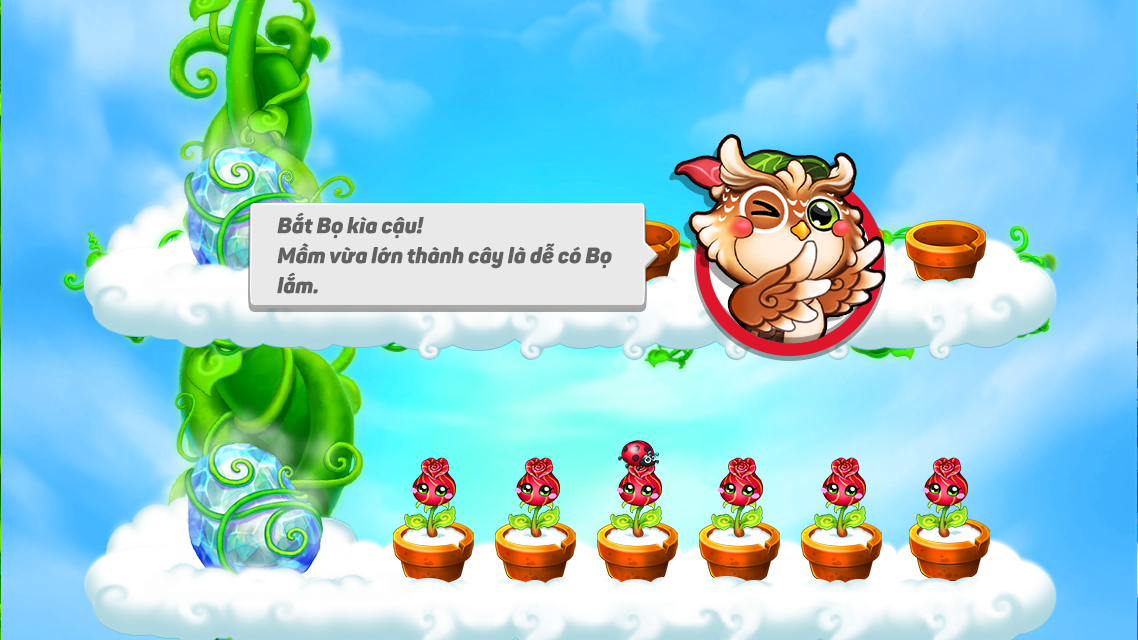 Bắt Bọ kìa cậu!
Mầm vừa lớn thành cây là dễ có Bọ
lắm.